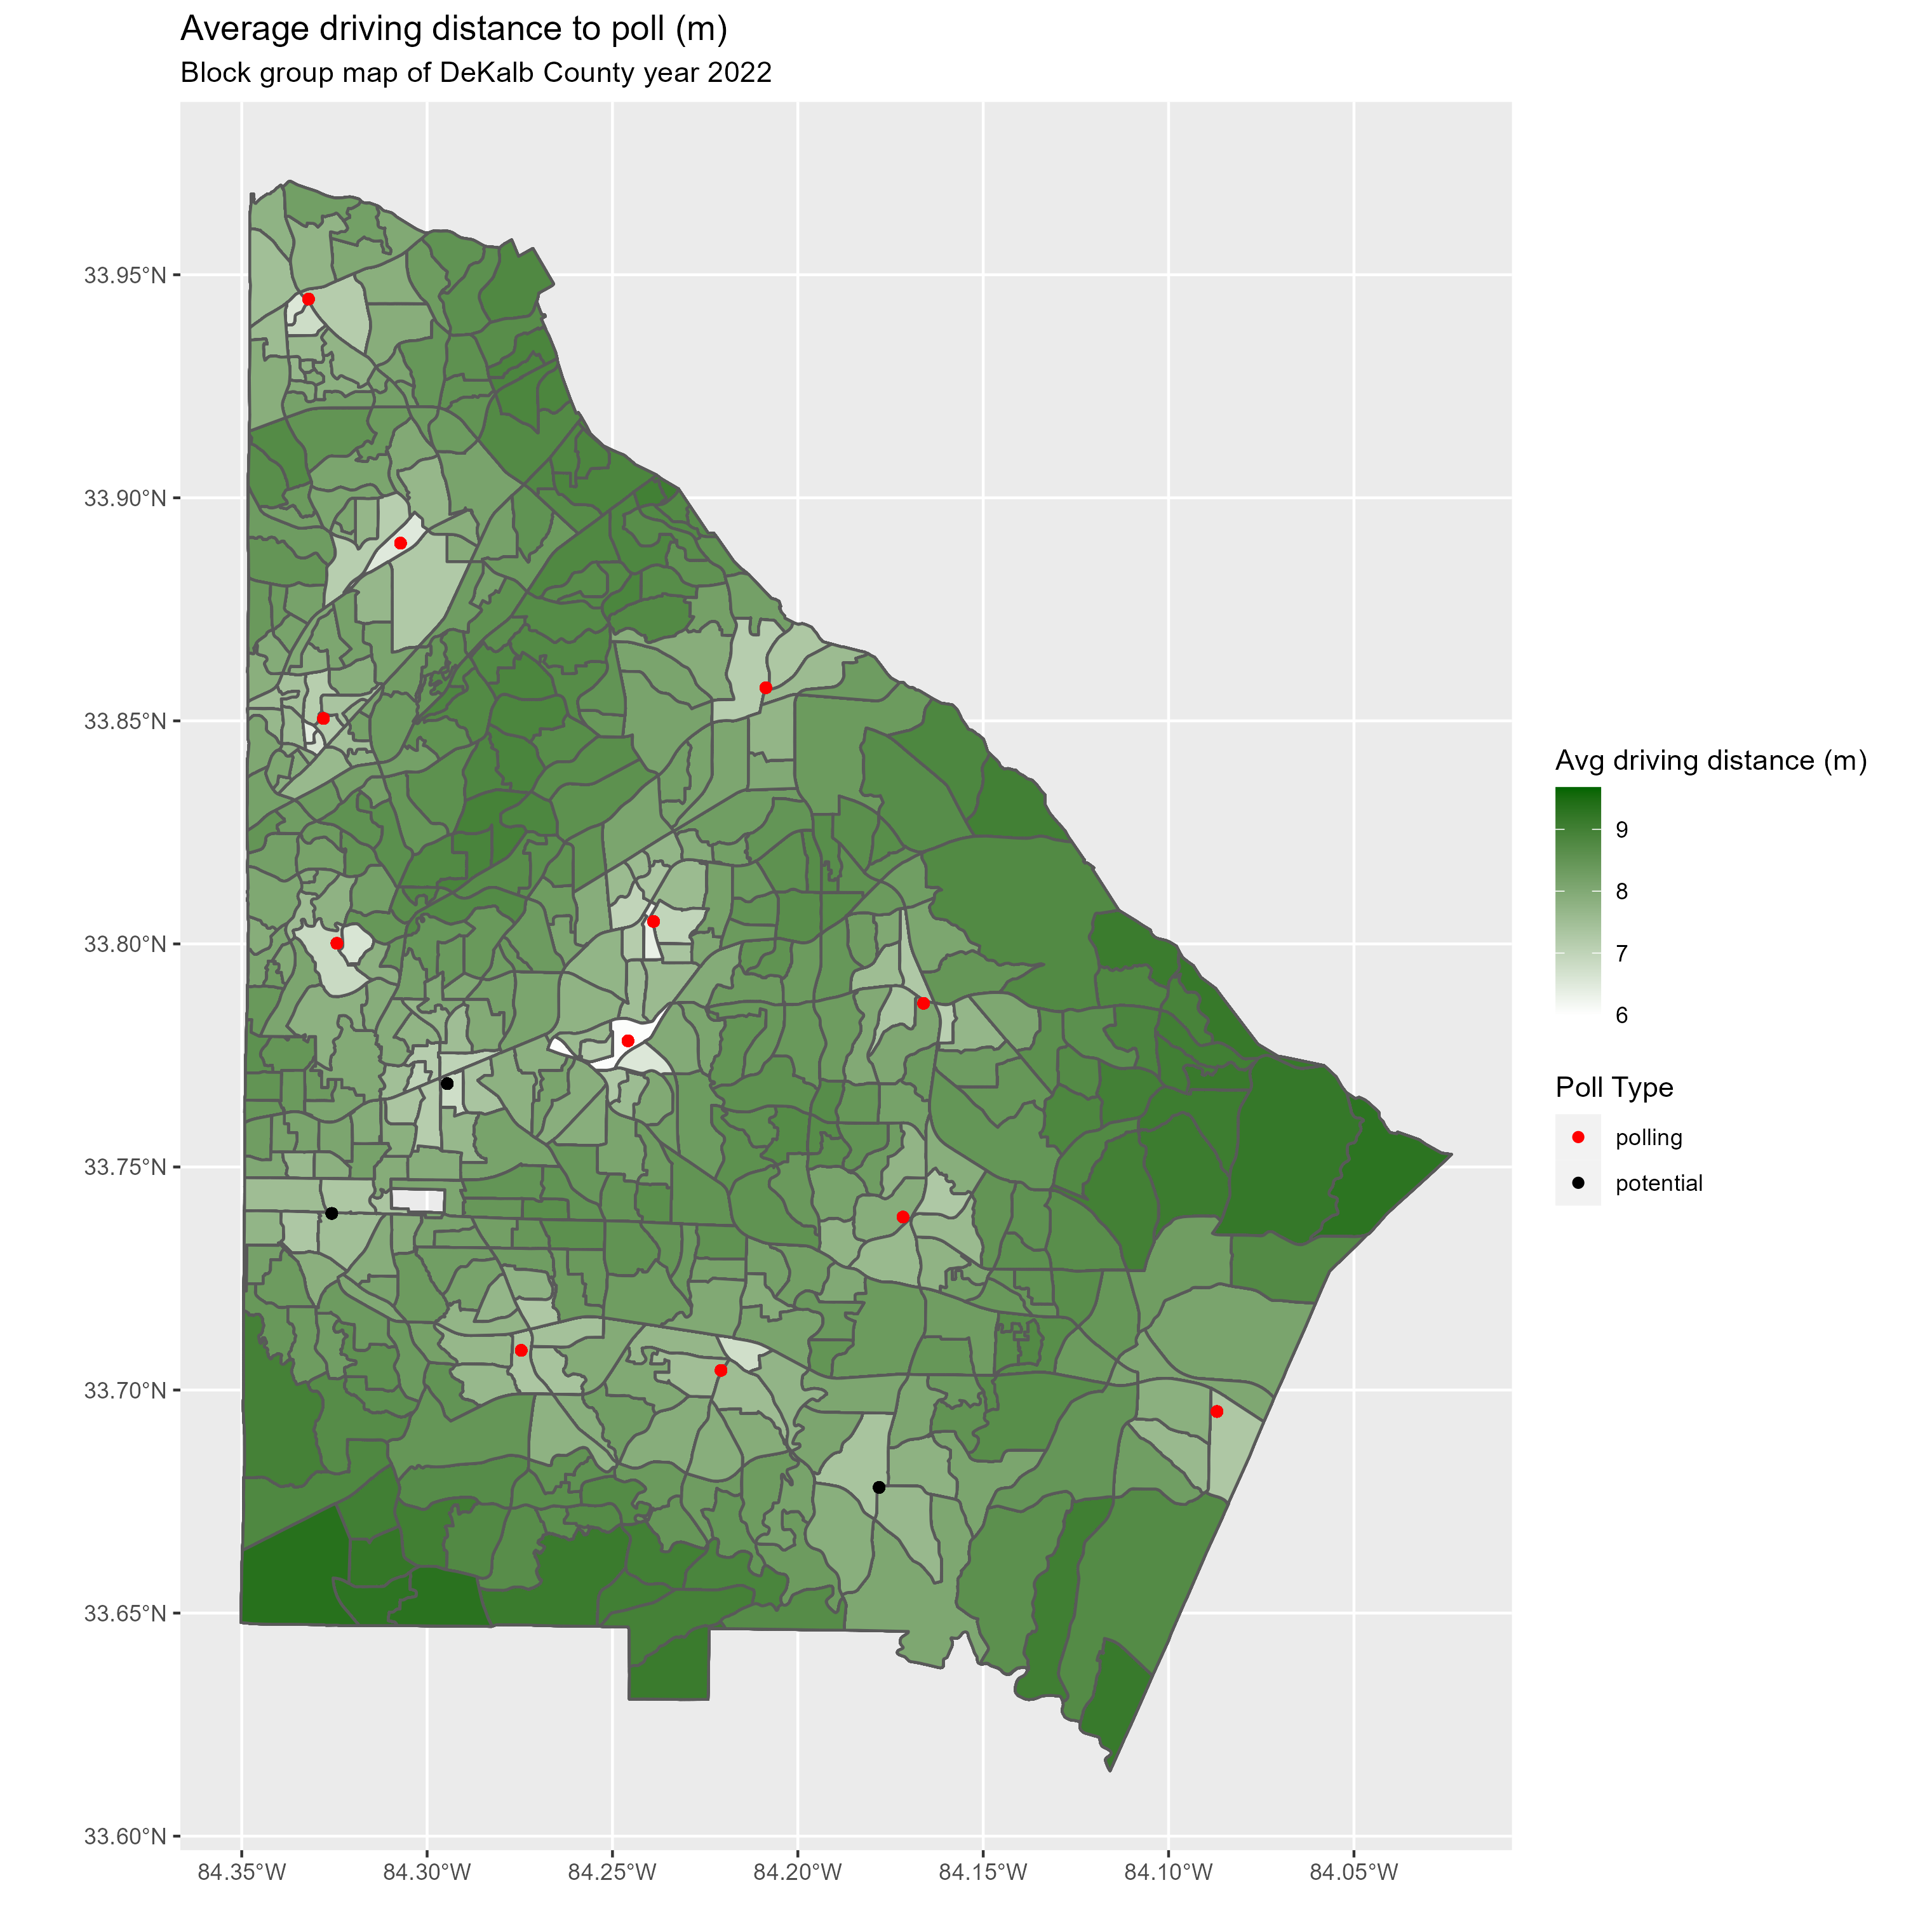 Average driving distance to poll (m)
Block group map of DeKalb County year 2022
33.95°N
33.90°N
33.85°N
33.80°N
33.75°N
33.70°N
33.65°N
33.60°N
84.35°W
84.30°W
84.25°W
84.20°W
84.15°W
84.10°W
84.05°W
Avg driving distance (m)
9
8
7
6
Poll Type
polling
potential